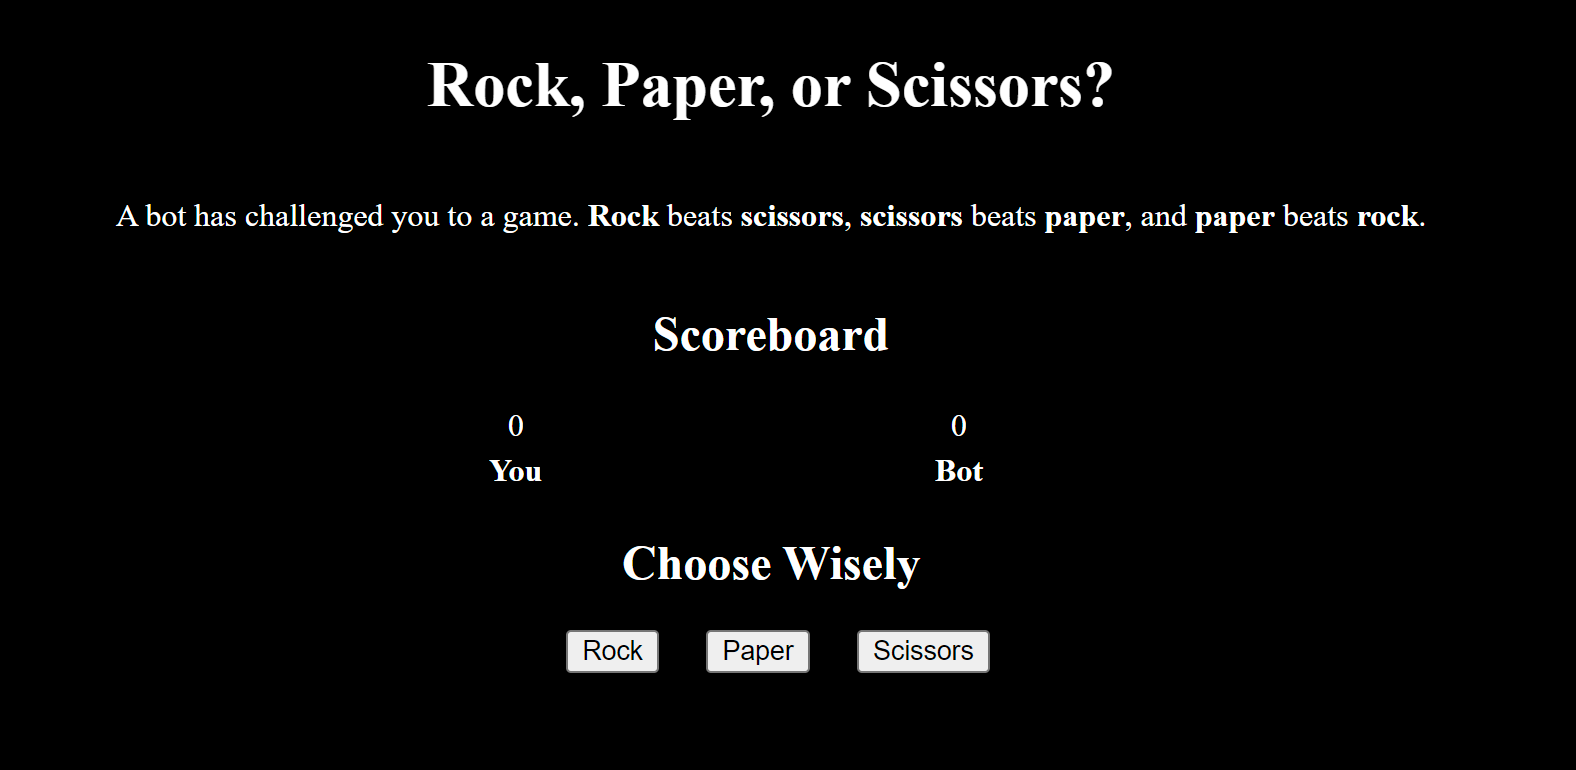 Rock, Paper, or Scissors?
A bot has challenged you to a game. Rock beats scissors, scissors beats paper, and paper beats rock.
Scoreboard
0 0
You Bot
Choose Wisely
Rock Paper Scissors